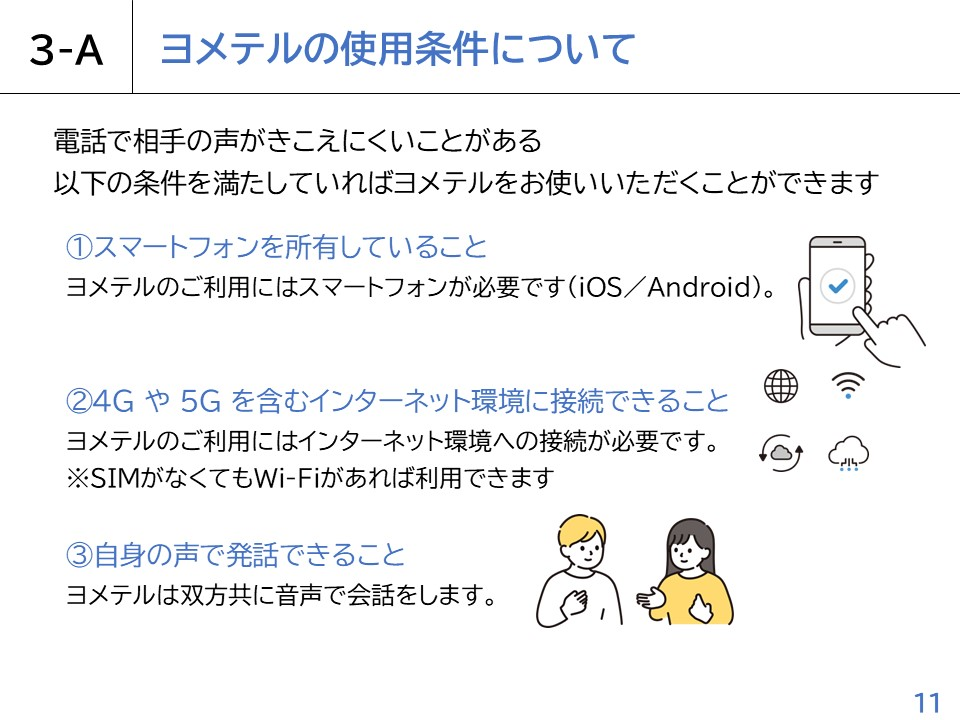 3-A
ヨメテルの使用条件について
電話で相手の声がきこえにくいことがある
以下の条件を満たしていればヨメテルをお使いいただくことができます
①スマートフォンを所有していること
ヨメテルのご利用にはスマートフォンが必要です（iOS／Android）。
②4G や 5G を含むインターネット環境に接続できること
ヨメテルのご利用にはインターネット環境への接続が必要です。
※SIMがなくてもWi-Fiがあれば利用できます
③自身の声で発話できること
ヨメテルは双方共に音声で会話をします。
11